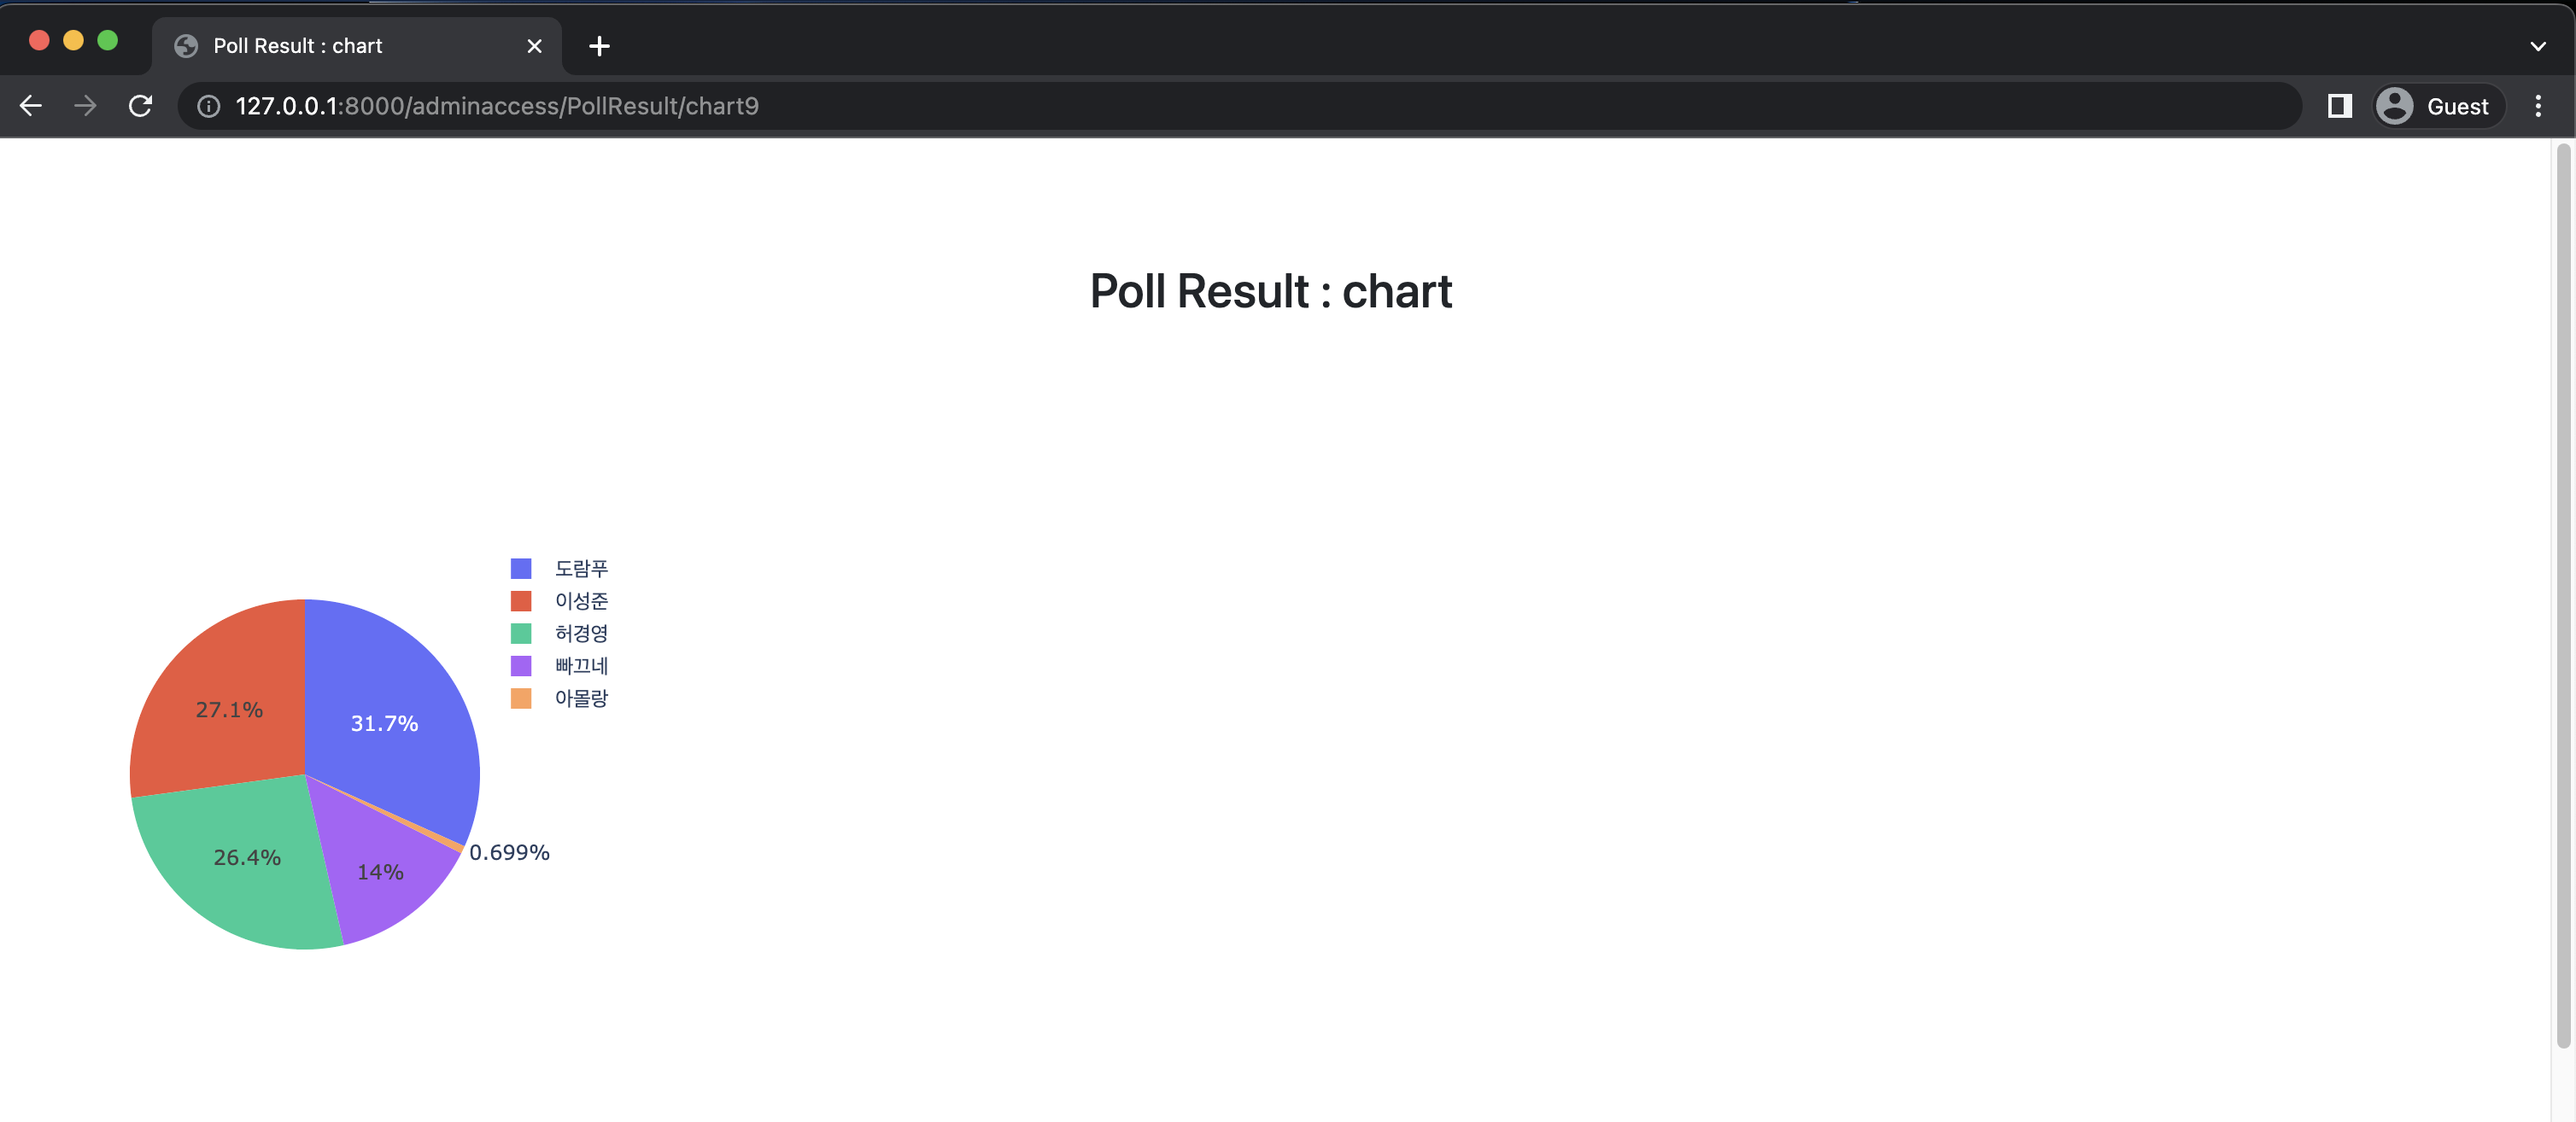 Poll Result : chart
127.0.0.1:8000/adminaccess/PollResult/chart9
Guest
Poll Result : chart
도람푸
이성준
허경영
빠끄네
아몰랑
27.1%
31.7%
26.4%
14%
0.699%